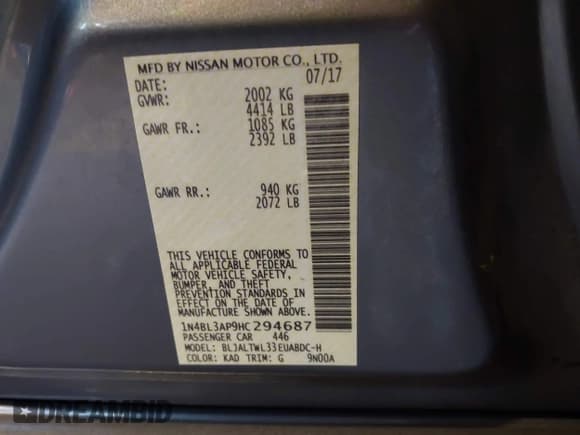 MFD BY NISSAN MOTOR CO., LTD.
DATE: 07/17
GVWR: 2002 KG
4414 LB
GAWR FR.: 1085 KG
2392 LB
GAWR RR.: 940 KG
2072 LB
THIS VEHICLE CONFORMS TO
ALL APPLICABLE FEDERAL
MOTOR VEHICLE SAFETY,
BUMPER, AND THEFT
PREVENTION STANDARDS IN
EFFECT ON THE DATE OF
MANUFACTURE SHOWN ABOVE.
1N4BL3AP9HC294687
PASSENGER CAR 446
MODEL: BLJALTWL33EUABDC-H
COLOR: KAD TRIM: G 9N00A
DREAMBID